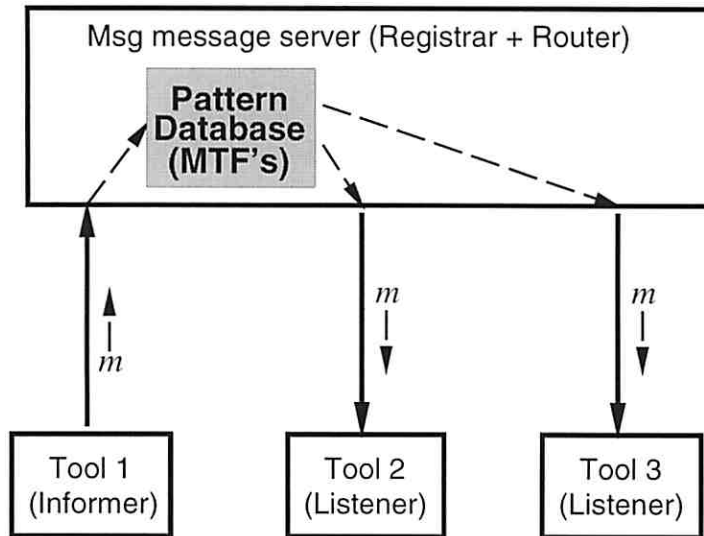 Msg message server (Registrar + Router)
Pattern
Database
(MTF's)
m
m
m
Tool 1
(Informer)
Tool 2
(Listener)
Tool 3
(Listener)